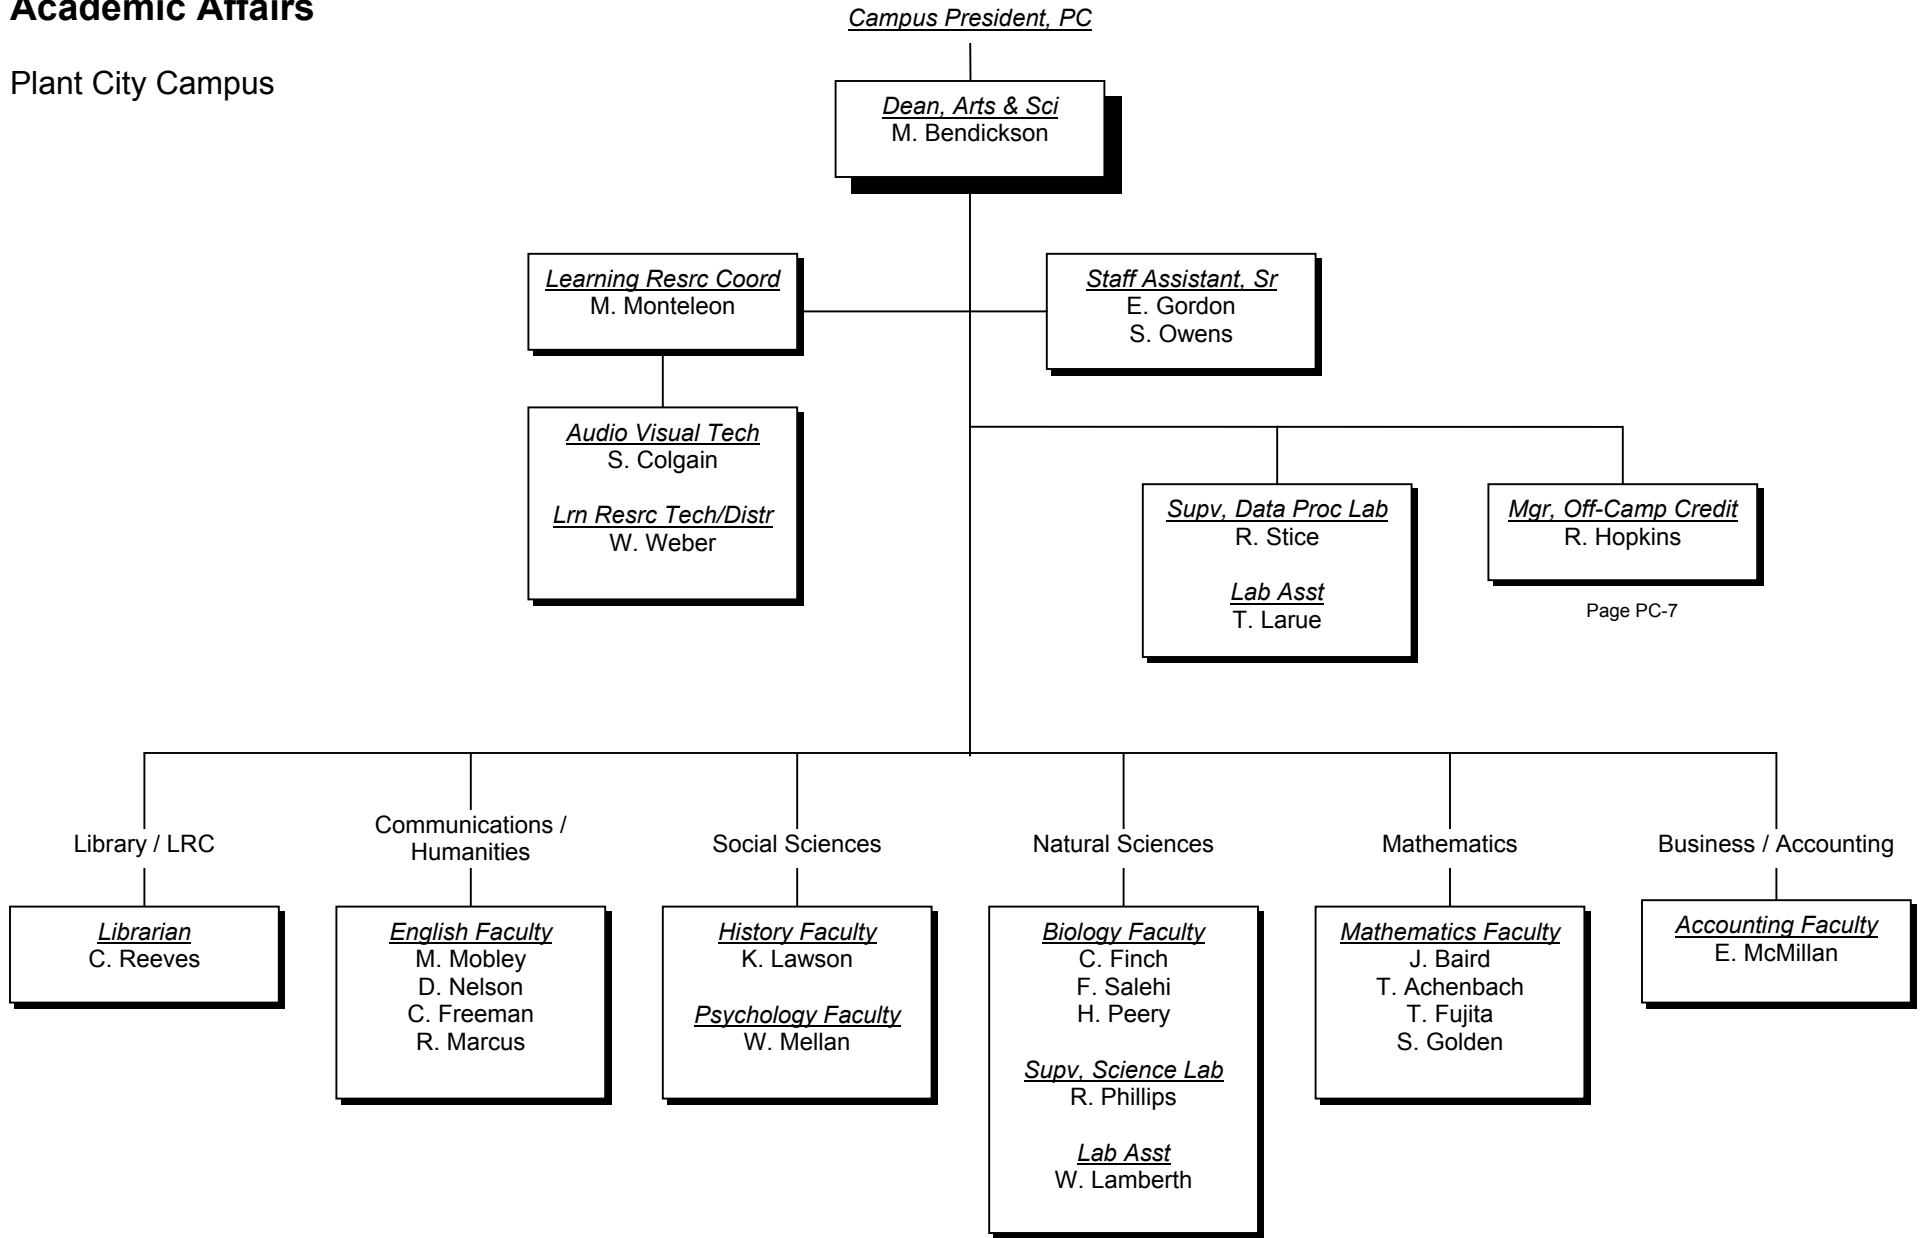 Academic Affairs
Plant City Campus
Campus President, PC
Dean, Arts & Sci
M. Bendickson
Learning Resrc Coord
M. Monteleon
Staff Assistant, Sr
E. Gordon
S. Owens
Audio Visual Tech
S. Colgain
Lrn Resrc Tech/Distr
W. Weber
Supv, Data Proc Lab
R. Stice
Lab Asst
T. Larue
Mgr, Off-Camp Credit
R. Hopkins
Page PC-7
Library / LRC
Librarian
C. Reeves
Communications /
Humanities
English Faculty
M. Mobley
D. Nelson
C. Freeman
R. Marcus
Social Sciences
History Faculty
K. Lawson
Psychology Faculty
W. Mellan
Natural Sciences
Biology Faculty
C. Finch
F. Salehi
H. Peery
Supv, Science Lab
R. Phillips
Lab Asst
W. Lamberth
Mathematics
Mathematics Faculty
J. Baird
T. Achenbach
T. Fujita
S. Golden
Business / Accounting
Accounting Faculty
E. McMillan